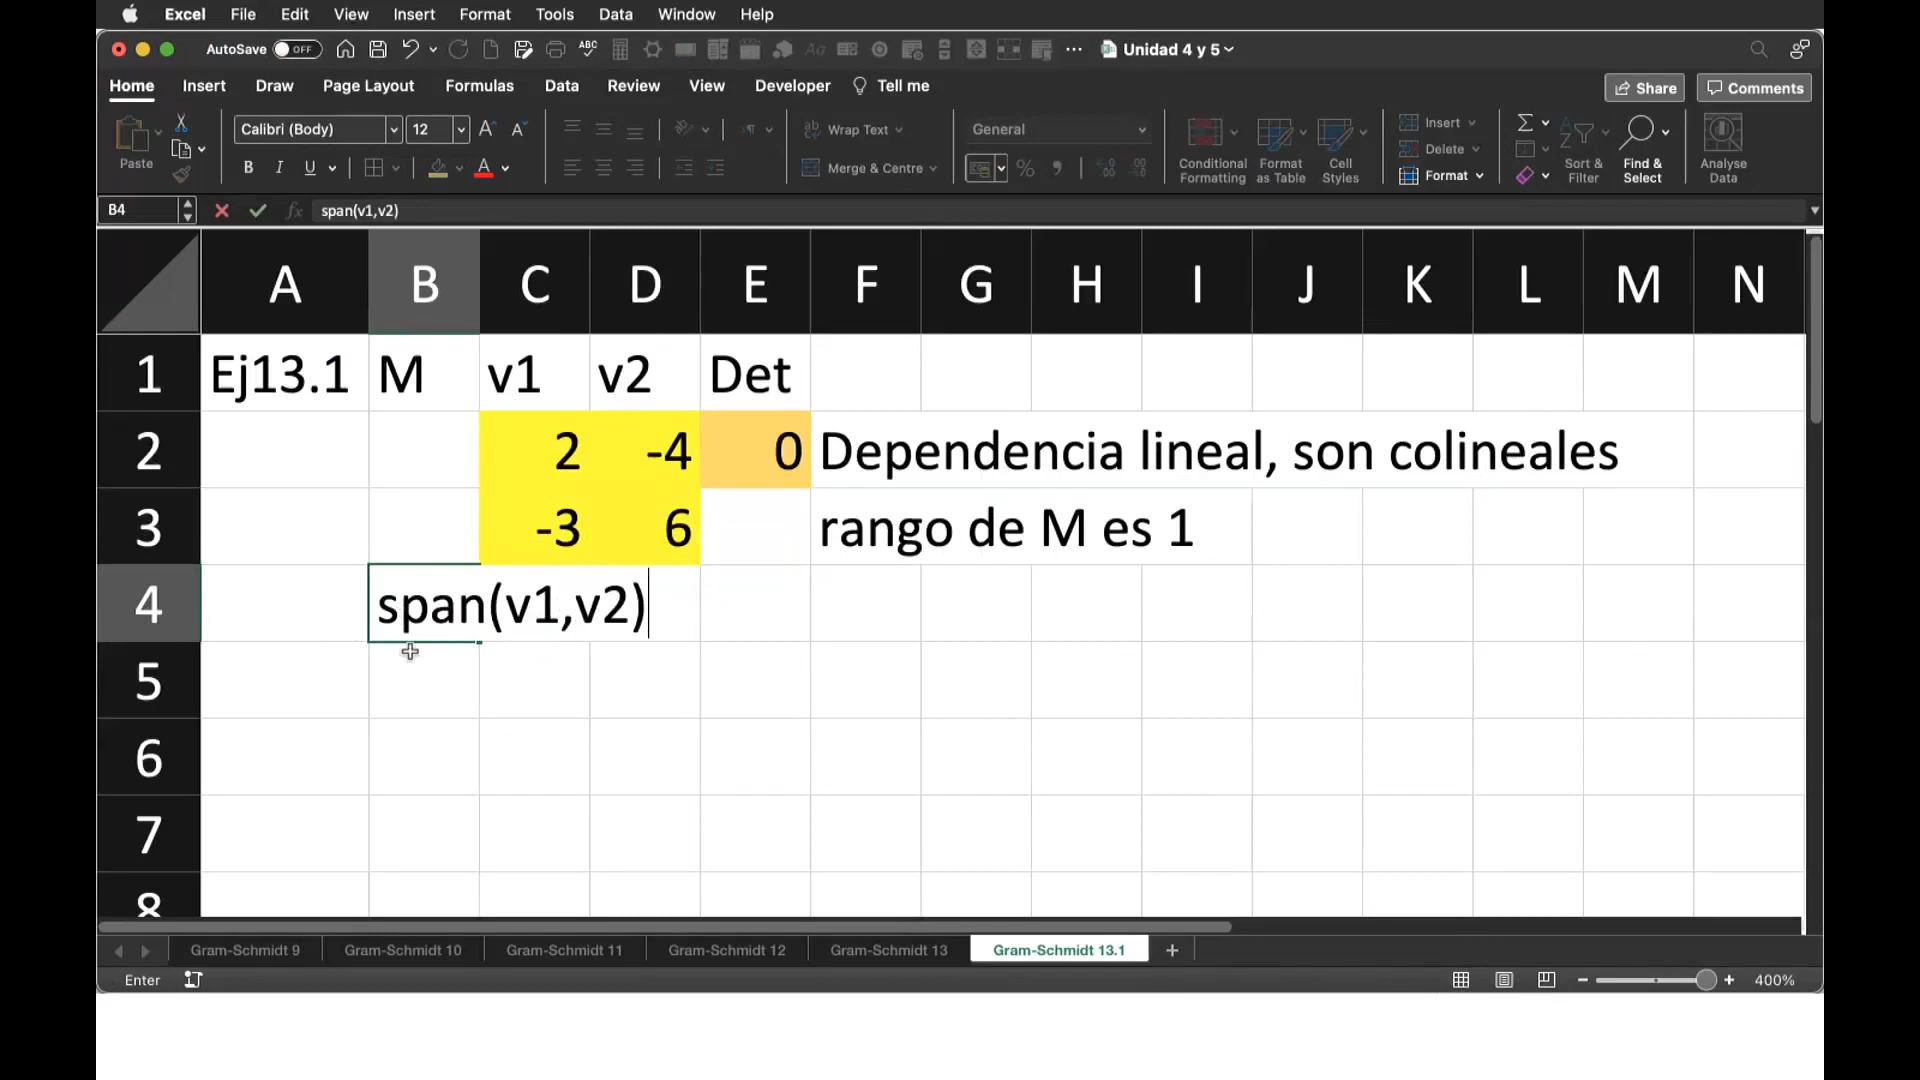 Excel File Edit View Insert Format Tools Data Window Help
AutoSave OFF ABC Aa ... Unidad 4 y 5
Home Insert Draw Page Layout Formulas Data Review View Developer Tell me Share Comments
Paste Calibri (Body) 12 A A Wrap Text General Conditional Formatting Format as Table Cell Styles Insert Delete Format Sort & Filter Find & Select Analyse Data
B I U A Merge & Centre %
B4 fx span(v1,v2)
A B C D E F G H I J K L M N
1 Ej13.1 M v1 v2 Det
2 2 -4 0 Dependencia lineal, son colineales
3 -3 6 rango de M es 1
4 span(v1,v2)
5
6
7
8
Gram-Schmidt 9 Gram-Schmidt 10 Gram-Schmidt 11 Gram-Schmidt 12 Gram-Schmidt 13 Gram-Schmidt 13.1 +
Enter 400%